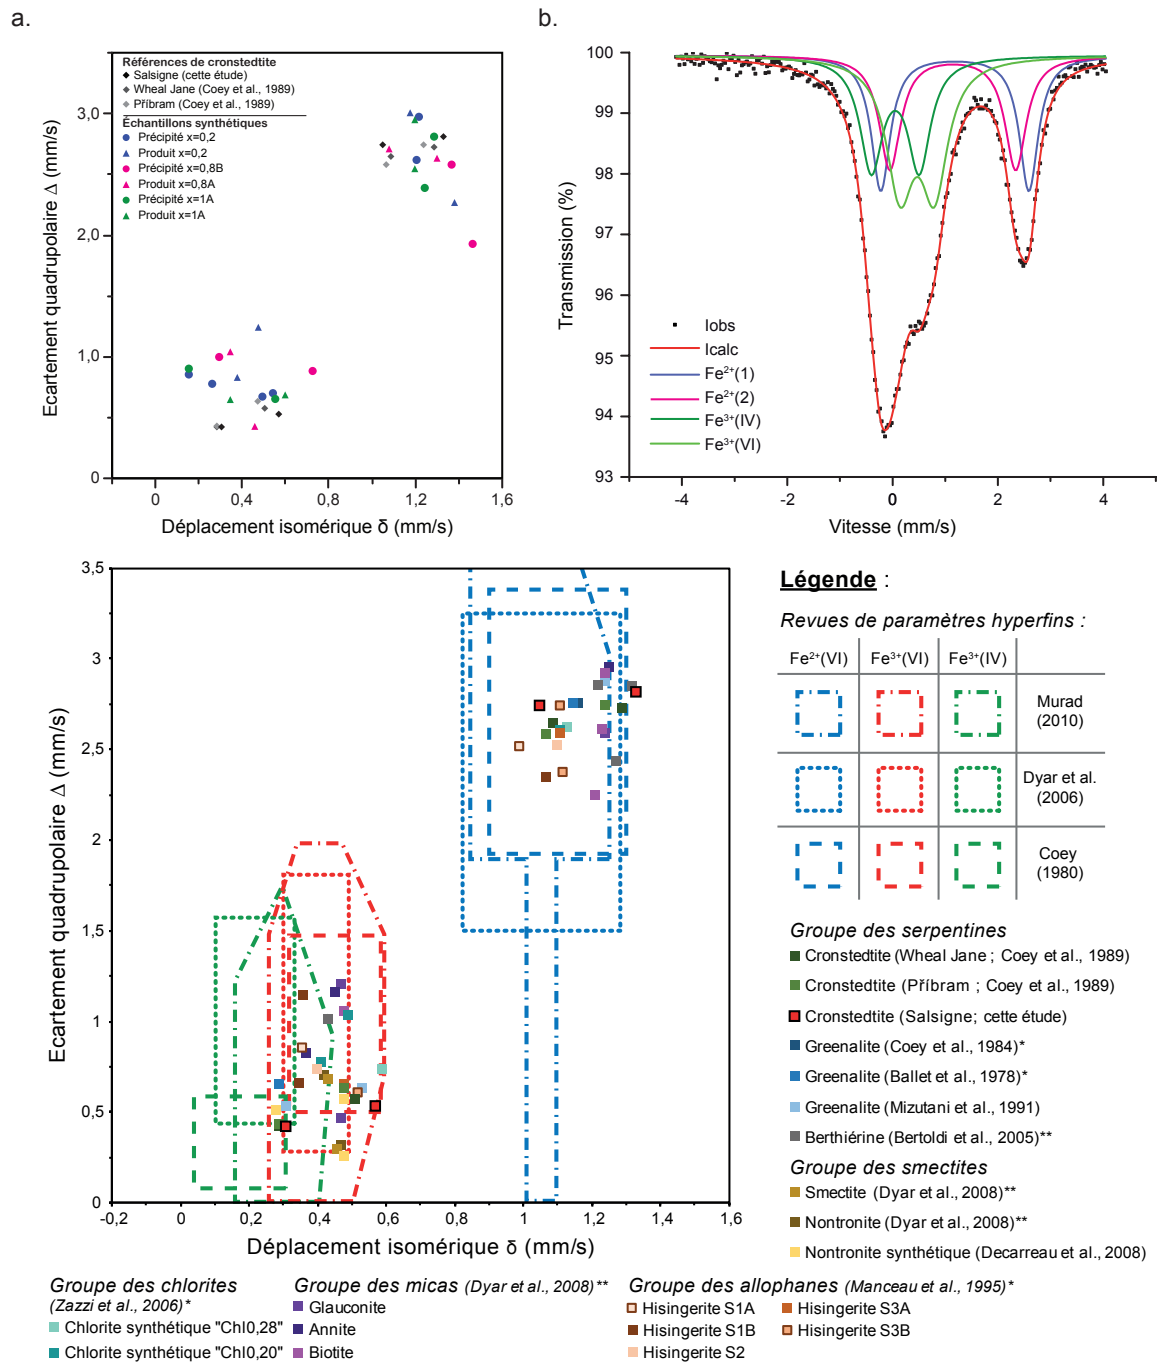 a.
b.
Références de cronstedtite
Salsigne (cette étude)
Wheal Jane (Coey et al., 1989)
Příbram (Coey et al., 1989)
Échantillons synthétiques
Précipité x=0,2
Produit x=0,2
Précipité x=0,8B
Produit x=0,8A
Précipité x=1A
Produit x=1A
Ecartement quadrupolaire Δ (mm/s)
3,0
2,0
1,0
0
0 0,4 0,8 1,2 1,6
Déplacement isomérique δ (mm/s)
Transmission (%)
100
99
98
97
96
95
94
93
Iobs
Icalc
Fe²⁺(1)
Fe²⁺(2)
Fe³⁺(IV)
Fe³⁺(VI)
-4 -2 0 2 4
Vitesse (mm/s)
Ecartement quadrupolaire Δ (mm/s)
3,5
3
2,5
2
1,5
1
0,5
0
-0,2 0 0,2 0,4 0,6 0,8 1 1,2 1,4 1,6
Déplacement isomérique δ (mm/s)
Légende :
Revues de paramètres hyperfins :
Fe²⁺(VI) Fe³⁺(VI) Fe³⁺(IV)
Murad
(2010)
Dyar et al.
(2006)
Coey
(1980)
Groupe des serpentines
Cronstedtite (Wheal Jane ; Coey et al., 1989)
Cronstedtite (Příbram ; Coey et al., 1989)
Cronstedtite (Salsigne; cette étude)
Greenalite (Coey et al., 1984)*
Greenalite (Ballet et al., 1978)*
Greenalite (Mizutani et al., 1991)
Berthiérine (Bertoldi et al., 2005)**
Groupe des smectites
Smectite (Dyar et al., 2008)**
Nontronite (Dyar et al., 2008)**
Nontronite synthétique (Decarreau et al., 2008)
Groupe des chlorites
(Zazzi et al., 2006)*
Chlorite synthétique "Chl0,28"
Chlorite synthétique "Chl0,20"
Groupe des micas (Dyar et al., 2008)**
Glauconite
Annite
Biotite
Groupe des allophanes (Manceau et al., 1995)*
Hisingerite S1A
Hisingerite S1B
Hisingerite S2
Hisingerite S3A
Hisingerite S3B